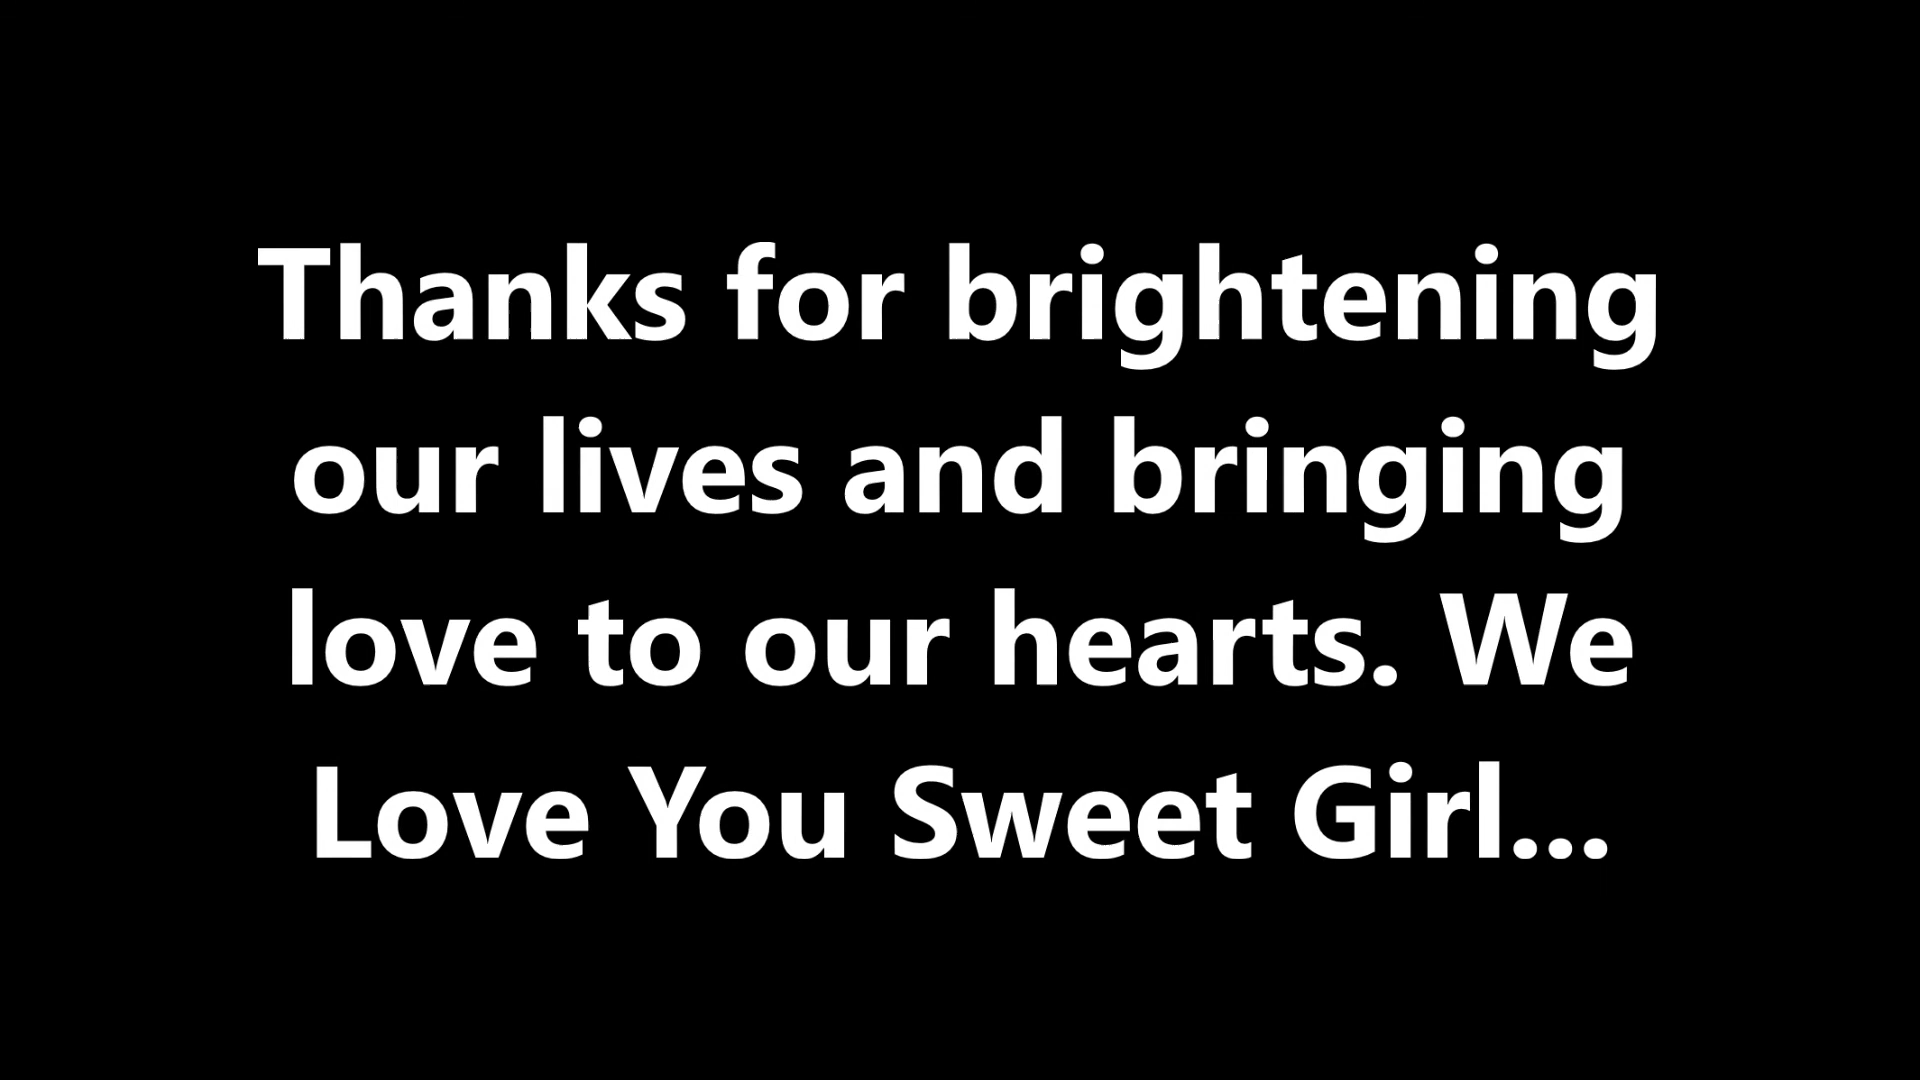 Thanks for brightening
our lives and bringing
love to our hearts. We
Love You Sweet Girl...